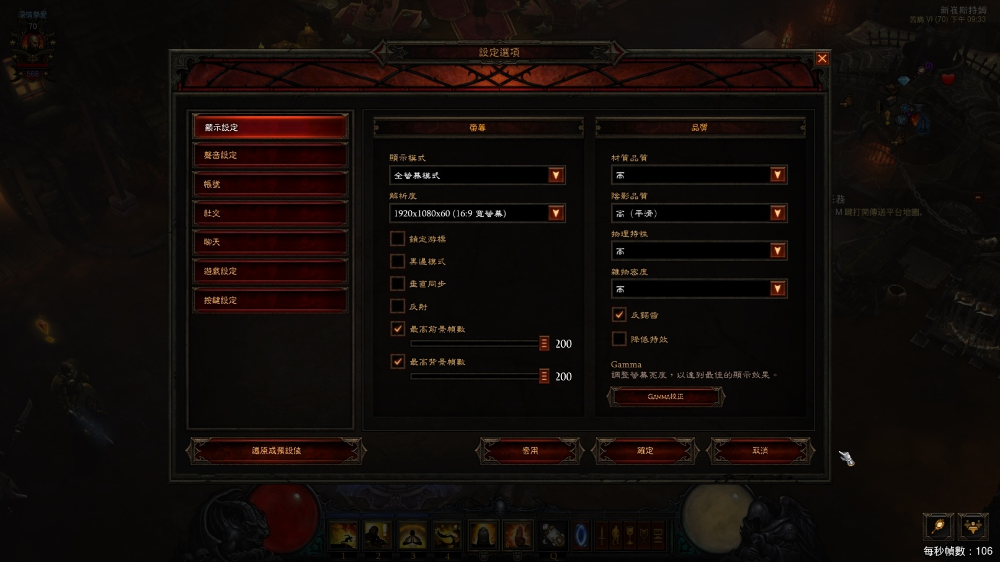 深情摯愛
70
568
新崔斯特姆
苦痛 VI (70) 下午 09:33
設定選項
顯示設定
聲音設定
帳號
社交
聊天
遊戲設定
按鍵設定
螢幕
顯示模式
全螢幕模式
解析度
1920x1080x60 (16:9 寬螢幕)
鎖定游標
黑邊模式
垂直同步
反射
最高前景幀數
200
最高背景幀數
200
品質
材質品質
高
陰影品質
高（平滑）
物理特性
高
雜物密度
高
反鋸齒
降低特效
Gamma
調整螢幕亮度，以達到最佳的顯示效果。
GAMMA校正
務
M 鍵打開傳送平台地圖。
還原成預設值
套用
確定
取消
1
2
3
4
Q
每秒幀數：106